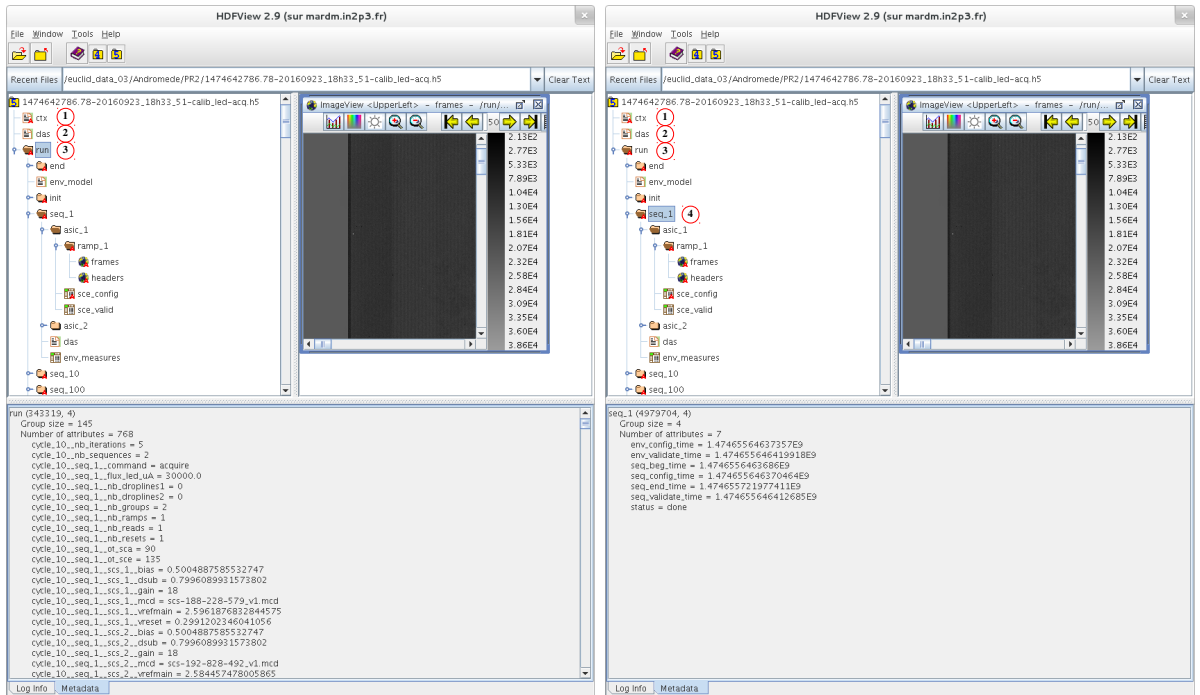 HDFView 2.9 (sur mardm.in2p3.fr)
File Window Tools Help
Recent Files /euclid_data_03/Andromede/PR2/1474642786.78-20160923_18h33_51-calib_led-acq.h5 Clear Text
1474642786.78-20160923_18h33_51-calib_led-acq.h5
ctx 1
das 2
run 3
end
env_model
init
seq_1
asic_1
ramp_1
frames
headers
sce_config
sce_valid
asic_2
das
env_measures
seq_10
seq_100
ImageView <UpperLeft> - frames - /run/...
50
2.13E2
2.77E3
5.33E3
7.89E3
1.04E4
1.30E4
1.56E4
1.81E4
2.07E4
2.32E4
2.58E4
2.84E4
3.09E4
3.35E4
3.60E4
3.86E4
run (343319, 4)
Group size = 145
Number of attributes = 768
cycle_10__nb_iterations = 5
cycle_10__nb_sequences = 2
cycle_10__seq_1__command = acquire
cycle_10__seq_1__flux_led_uA = 30000.0
cycle_10__seq_1__nb_droplines1 = 0
cycle_10__seq_1__nb_droplines2 = 0
cycle_10__seq_1__nb_groups = 2
cycle_10__seq_1__nb_ramps = 1
cycle_10__seq_1__nb_reads = 1
cycle_10__seq_1__nb_resets = 1
cycle_10__seq_1__ot_sca = 90
cycle_10__seq_1__ot_sce = 135
cycle_10__seq_1__scs_1__bias = 0.5004887585532747
cycle_10__seq_1__scs_1__dsub = 0.7996089931573802
cycle_10__seq_1__scs_1__gain = 18
cycle_10__seq_1__scs_1__mcd = scs-188-228-579_v1.mcd
cycle_10__seq_1__scs_1__vrefmain = 2.5961876832844575
cycle_10__seq_1__scs_1__vreset = 0.2991202346041056
cycle_10__seq_1__scs_2__bias = 0.5004887585532747
cycle_10__seq_1__scs_2__dsub = 0.7996089931573802
cycle_10__seq_1__scs_2__gain = 18
cycle_10__seq_1__scs_2__mcd = scs-192-828-492_v1.mcd
cycle_10__seq_1__scs_2__vrefmain = 2.584457478005865
Log Info Metadata
HDFView 2.9 (sur mardm.in2p3.fr)
File Window Tools Help
Recent Files /euclid_data_03/Andromede/PR2/1474642786.78-20160923_18h33_51-calib_led-acq.h5 Clear Text
1474642786.78-20160923_18h33_51-calib_led-acq.h5
ctx 1
das 2
run 3
end
env_model
init
seq_1 4
asic_1
ramp_1
frames
headers
sce_config
sce_valid
asic_2
das
env_measures
seq_10
seq_100
ImageView <UpperLeft> - frames - /run/...
50
2.13E2
2.77E3
5.33E3
7.89E3
1.04E4
1.30E4
1.56E4
1.81E4
2.07E4
2.32E4
2.58E4
2.84E4
3.09E4
3.35E4
3.60E4
3.86E4
seq_1 (4979704, 4)
Group size = 4
Number of attributes = 7
env_config_time = 1.47465564637357E9
env_validate_time = 1.474655646419918E9
seq_beg_time = 1.4746556463686E9
seq_config_time = 1.474655646370464E9
seq_end_time = 1.474655721977411E9
seq_validate_time = 1.474655646412685E9
status = done
Log Info Metadata